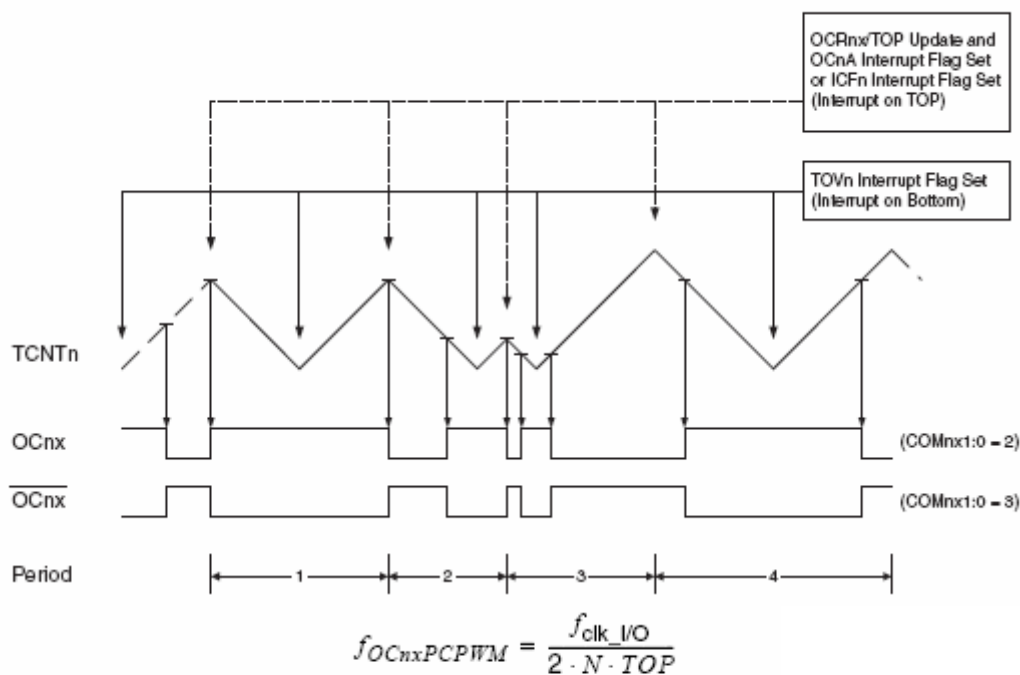 OCRnx/TOP Update and
OCnA Interrupt Flag Set
or ICFn Interrupt Flag Set
(Interrupt on TOP)
TOVn Interrupt Flag Set
(Interrupt on Bottom)
TCNTn
OCnx
(COMnx1:0 = 2)
OCnx
(COMnx1:0 = 3)
Period
1
2
3
4
fOCnxPCPWM = fclk_I/O / 2 · N · TOP